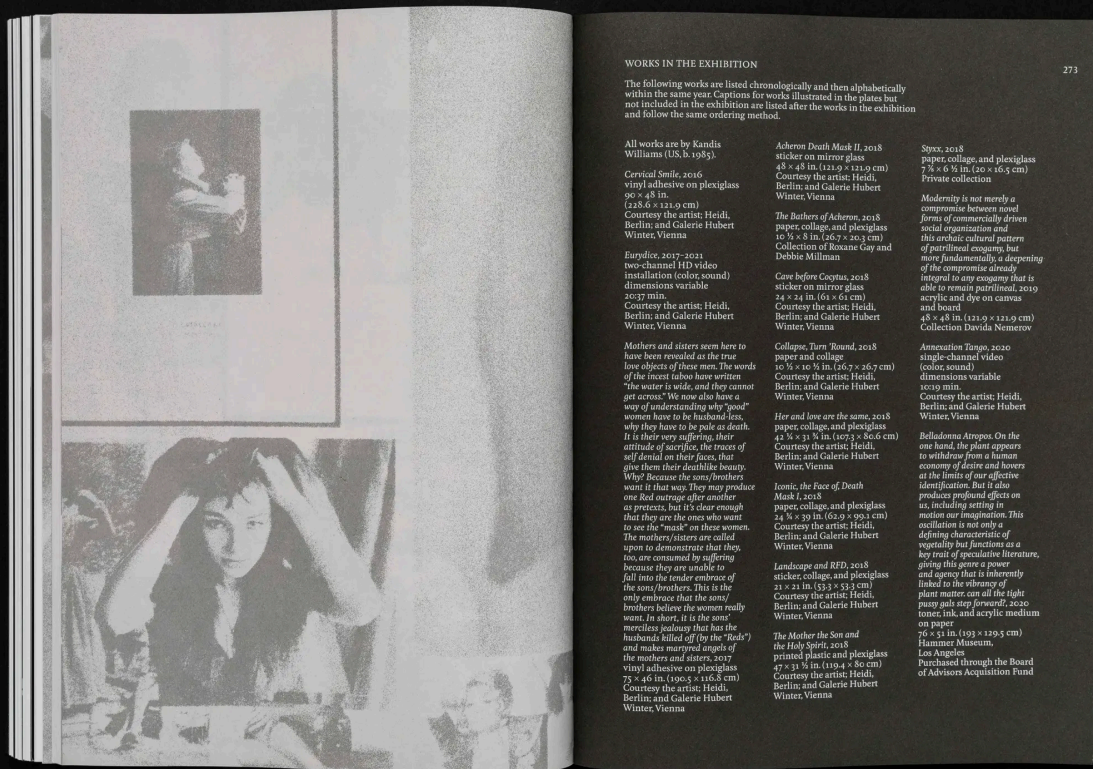 WORKS IN THE EXHIBITION
273
The following works are listed chronologically and then alphabetically
within the same year. Captions for works illustrated in the plates but
not included in the exhibition are listed after the works in the exhibition
and follow the same ordering method.
All works are by Kandis
Williams (US, b. 1985).
Cervical Smile, 2016
vinyl adhesive on plexiglass
90 × 48 in.
(228.6 × 121.9 cm)
Courtesy the artist; Heidi,
Berlin; and Galerie Hubert
Winter, Vienna
Eurydice, 2017–2021
two-channel HD video
installation (color, sound)
dimensions variable
20:37 min.
Courtesy the artist; Heidi,
Berlin; and Galerie Hubert
Winter, Vienna
Mothers and sisters seem here to
have been revealed as the true
love objects of these men. The words
of the incest taboo have written
“the water is wide, and they cannot
get across.” We now also have a
way of understanding why “good”
women have to be husband-less,
why they have to be pale as death.
It is their very suffering, their
attitude of sacrifice, the traces of
self denial on their faces, that
give them their deathlike beauty.
Why? Because the sons/brothers
want it that way. They may produce
one Red outrage after another
as pretexts, but it’s clear enough
that they are the ones who want
to see the “mask” on these women.
The mothers/sisters are called
upon to demonstrate that they,
too, are consumed by suffering
because they are unable to
fall into the tender embrace of
the sons/brothers. This is the
only embrace that the sons/
brothers believe the women really
want. In short, it is the sons’
merciless jealousy that has the
husbands killed off (by the “Reds”)
and makes martyred angels of
the mothers and sisters, 2017
vinyl adhesive on plexiglass
75 × 46 in. (190.5 × 116.8 cm)
Courtesy the artist; Heidi,
Berlin; and Galerie Hubert
Winter, Vienna
Acheron Death Mask II, 2018
sticker on mirror glass
48 × 48 in. (121.9 × 121.9 cm)
Courtesy the artist; Heidi,
Berlin; and Galerie Hubert
Winter, Vienna
The Bathers of Acheron, 2018
paper, collage, and plexiglass
10 ½ × 8 in. (26.7 × 20.3 cm)
Collection of Roxane Gay and
Debbie Millman
Cave before Cocytus, 2018
sticker on mirror glass
24 × 24 in. (61 × 61 cm)
Courtesy the artist; Heidi,
Berlin; and Galerie Hubert
Winter, Vienna
Collapse, Turn ’Round, 2018
paper and collage
10 ½ × 10 ½ in. (26.7 × 26.7 cm)
Courtesy the artist; Heidi,
Berlin; and Galerie Hubert
Winter, Vienna
Her and love are the same, 2018
paper, collage, and plexiglass
42 ¼ × 31 ¾ in. (107.3 × 80.6 cm)
Courtesy the artist; Heidi,
Berlin; and Galerie Hubert
Winter, Vienna
Iconic, the Face of, Death
Mask I, 2018
paper, collage, and plexiglass
24 ¾ × 39 in. (62.9 × 99.1 cm)
Courtesy the artist; Heidi,
Berlin; and Galerie Hubert
Winter, Vienna
Landscape and RFD, 2018
sticker, collage, and plexiglass
21 × 21 in. (53.3 × 53.3 cm)
Courtesy the artist; Heidi,
Berlin; and Galerie Hubert
Winter, Vienna
The Mother the Son and
the Holy Spirit, 2018
printed plastic and plexiglass
47 × 31 ½ in. (119.4 × 80 cm)
Courtesy the artist; Heidi,
Berlin; and Galerie Hubert
Winter, Vienna
Styxx, 2018
paper, collage, and plexiglass
7 ⅞ × 6 ½ in. (20 × 16.5 cm)
Private collection
Modernity is not merely a
compromise between novel
forms of commercially driven
social organization and
this archaic cultural pattern
of patrilineal exogamy, but
more fundamentally, a deepening
of the compromise already
integral to any exogamy that is
able to remain patrilineal, 2019
acrylic and dye on canvas
and board
48 × 48 in. (121.9 × 121.9 cm)
Collection Davida Nemerov
Annexation Tango, 2020
single-channel video
(color, sound)
dimensions variable
10:19 min.
Courtesy the artist; Heidi,
Berlin; and Galerie Hubert
Winter, Vienna
Belladonna Atropos. On the
one hand, the plant appears
to withdraw from a human
economy of desire and hovers
at the limits of our affective
identification. But it also
produces profound effects on
us, including setting in
motion our imagination. This
oscillation is not only a
defining characteristic of
vegetality but functions as a
key trait of speculative literature,
giving this genre a power
and agency that is inherently
linked to the vibrancy of
plant matter. can all the tight
pussy gals step forward?, 2020
toner, ink, and acrylic medium
on paper
76 × 51 in. (193 × 129.5 cm)
Hammer Museum,
Los Angeles
Purchased through the Board
of Advisors Acquisition Fund